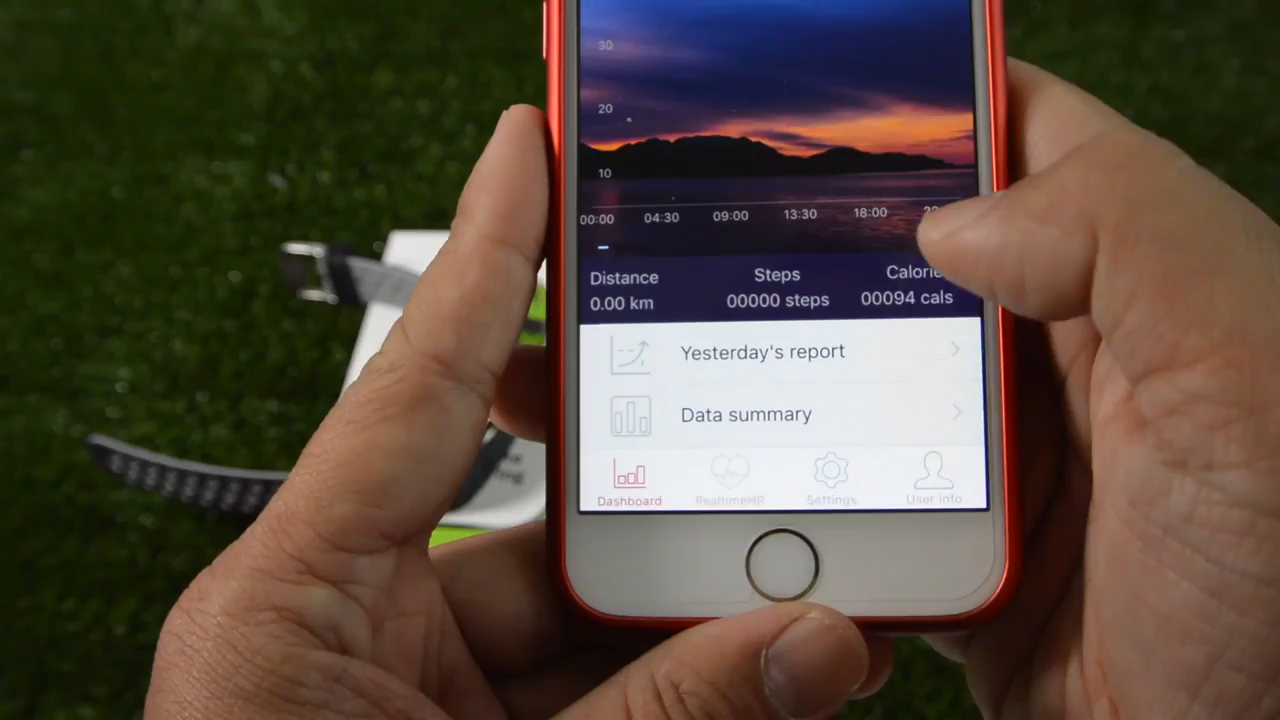 30
20
10
00:00 04:30 09:00 13:30 18:00
Distance Steps
0.00 km 00000 steps 00094 cals
Yesterday's report
Data summary
Dashboard RealtimeHR Settings User Info